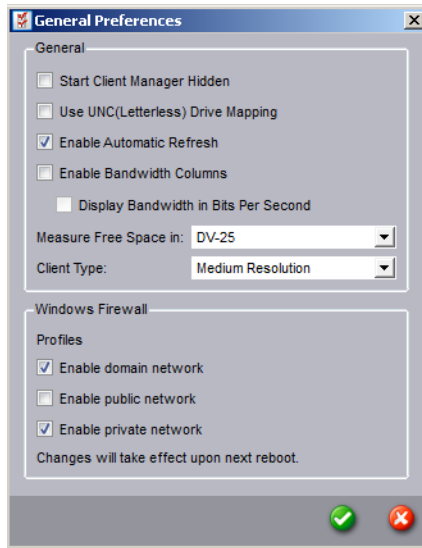 General Preferences
General
Start Client Manager Hidden
Use UNC(Letterless) Drive Mapping
Enable Automatic Refresh
Enable Bandwidth Columns
Display Bandwidth in Bits Per Second
Measure Free Space in: DV-25
Client Type: Medium Resolution
Windows Firewall
Profiles
Enable domain network
Enable public network
Enable private network
Changes will take effect upon next reboot.